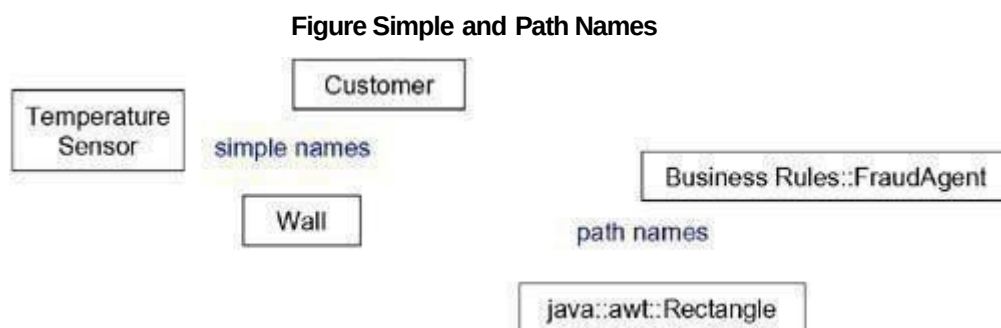 Figure Simple and Path Names
Customer
Temperature
Sensor
simple names
Business Rules::FraudAgent
Wall
path names
java::awt::Rectangle